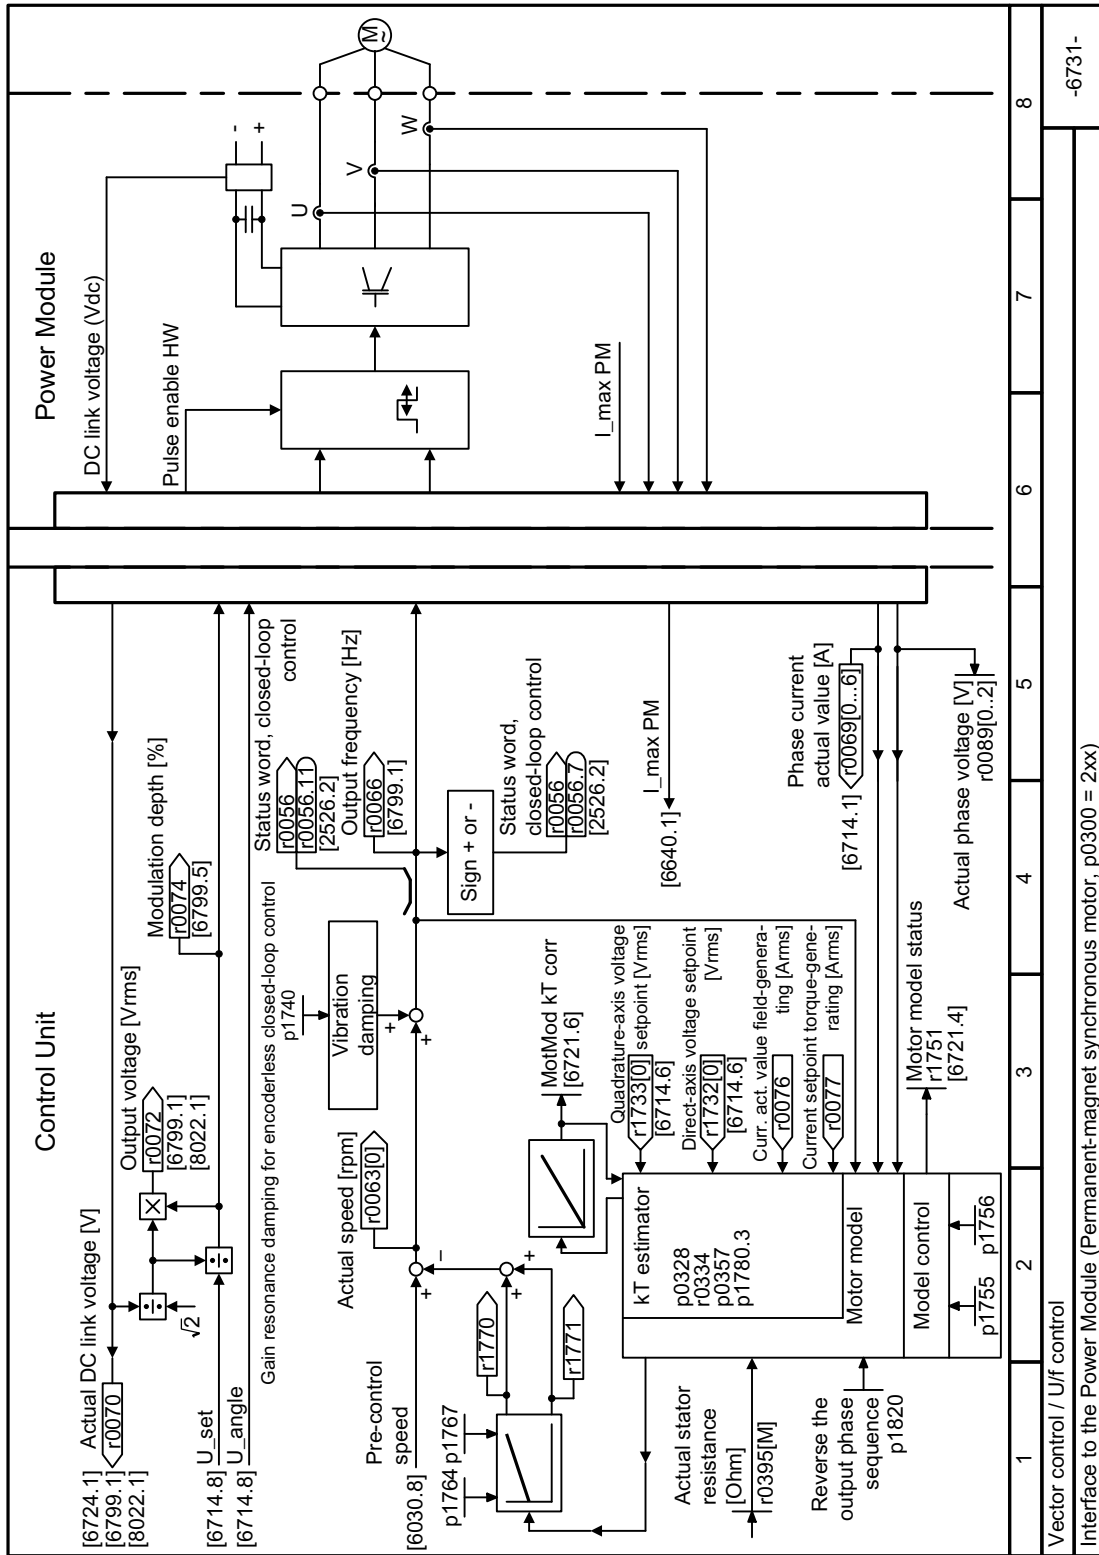 Control Unit
Power Module
[6724.1]
[6799.1]
[8022.1]
Actual DC link voltage [V]
r0070
√2
Output voltage [Vrms]
r0072
[6799.1]
[8022.1]
Modulation depth [%]
r0074
[6799.5]
[6714.8] U_set
[6714.8] U_angle
Gain resonance damping for encoderless closed-loop control
p1740
Vibration
damping
+
+
Status word, closed-loop
control
r0056
r0056.11
[2526.2]
Output frequency [Hz]
r0066
[6799.1]
Sign + or -
Status word,
closed-loop control
r0056
r0056.7
[2526.2]
Actual speed [rpm]
r0063[0]
Pre-control
speed
[6030.8]
+
–
+
+
p1764 p1767
r1770
r1771
MotMod kT corr
[6721.6]
kT estimator
p0328
r0334
p0357
p1780.3
Motor model
Model control
p1755
p1756
Quadrature-axis voltage
setpoint [Vrms]
r1733[0]
[6714.6]
Direct-axis voltage setpoint
[Vrms]
r1732[0]
[6714.6]
Curr. act. value field-genera-
ting [Arms]
r0076
Current setpoint torque-gene-
rating [Arms]
r0077
Motor model status
r1751
[6721.4]
Actual stator
resistance
[Ohm]
r0395[M]
Reverse the
output phase
sequence
p1820
I_max PM
[6640.1]
Phase current
actual value [A]
[6714.1]
r0069[0...6]
Actual phase voltage [V]
r0089[0..2]
DC link voltage (Vdc)
Pulse enable HW
I_max PM
-
+
U
V
W
M
~
1 2 3 4 5 6 7 8
Vector control / U/f control
Interface to the Power Module (Permanent-magnet synchronous motor, p0300 = 2xx)
-6731-